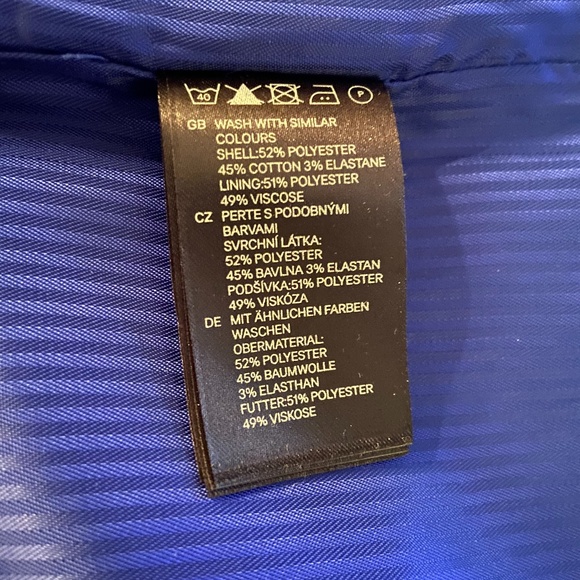 40 P
GB WASH WITH SIMILAR
COLOURS
SHELL:52% POLYESTER
45% COTTON 3% ELASTANE
LINING:51% POLYESTER
49% VISCOSE
CZ PERTE S PODOBNÝMI
BARVAMI
SVRCHNÍ LÁTKA:
52% POLYESTER
45% BAVLNA 3% ELASTAN
PODŠÍVKA:51% POLYESTER
49% VISKÓZA
DE MIT ÄHNLICHEN FARBEN
WASCHEN
OBERMATERIAL:
52% POLYESTER
45% BAUMWOLLE
3% ELASTHAN
FUTTER:51% POLYESTER
49% VISKOSE